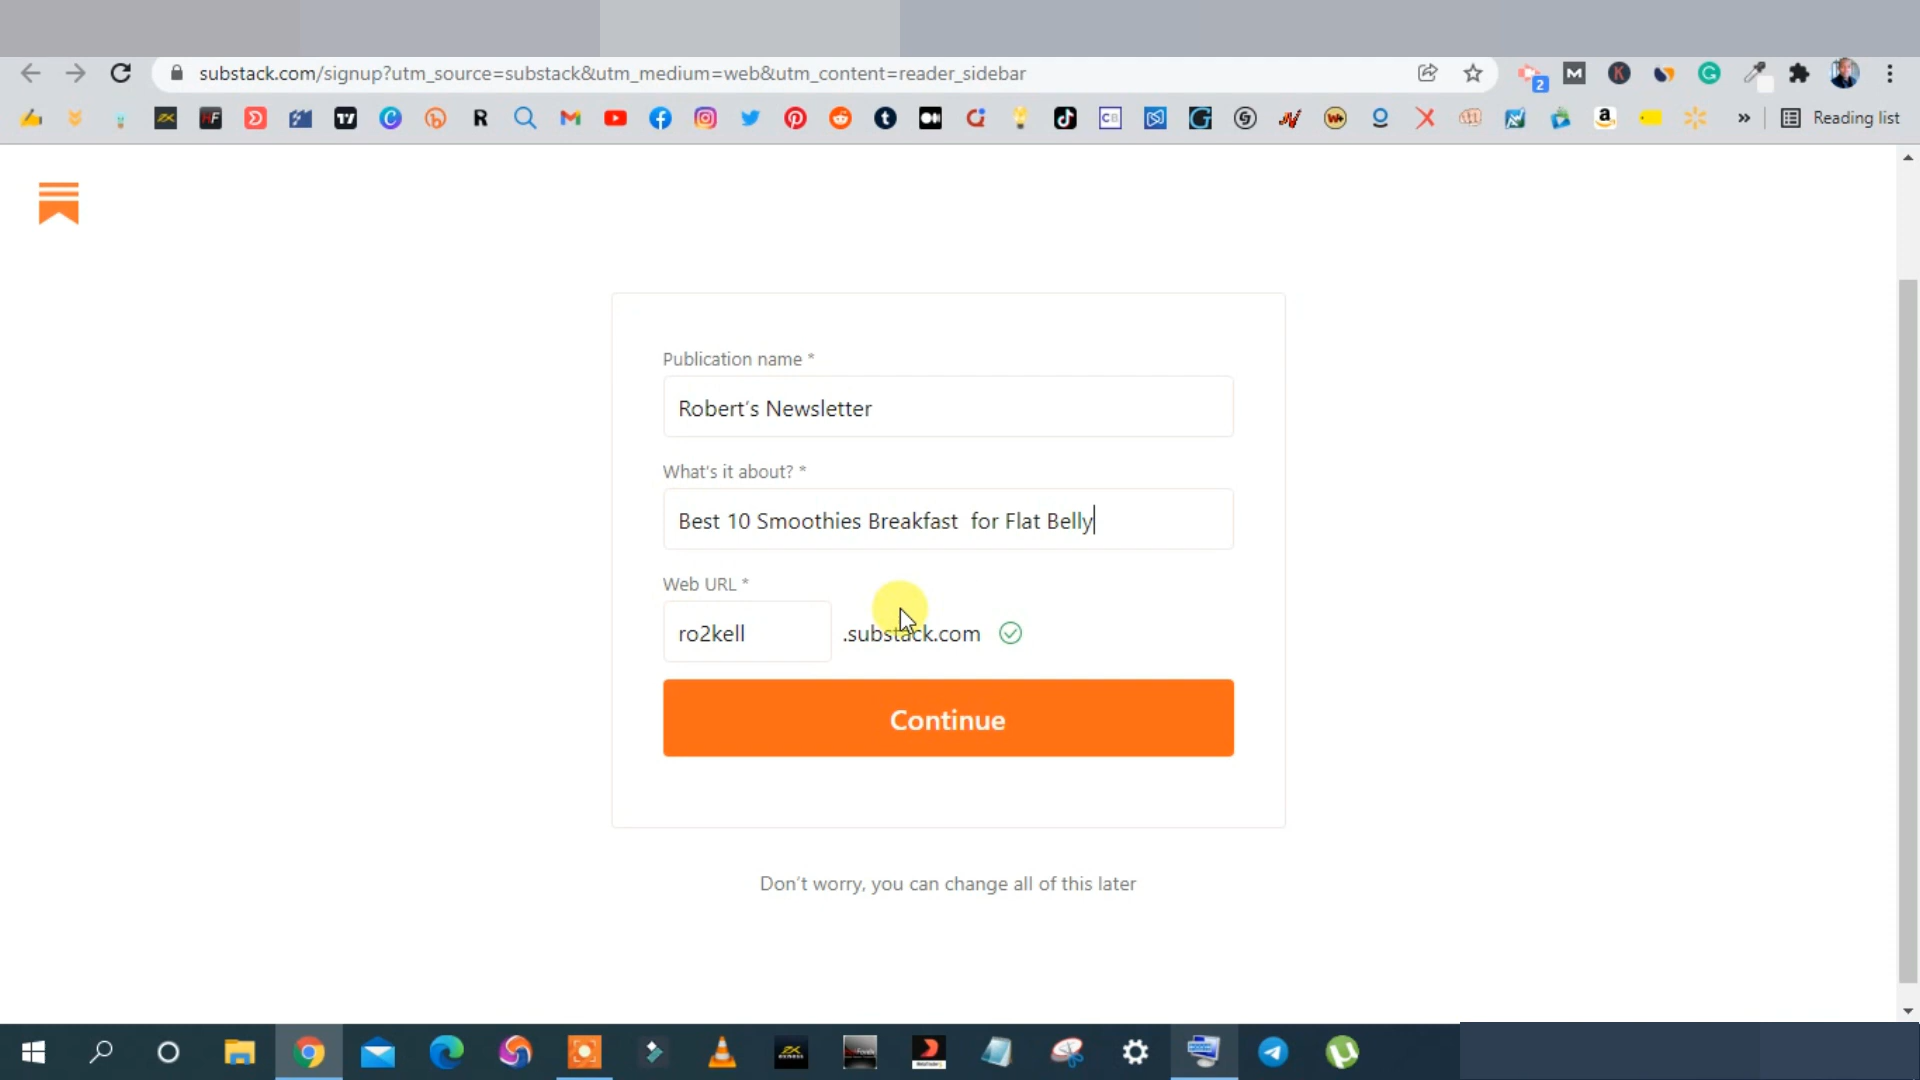 substack.com/signup?utm_source=substack&utm_medium=web&utm_content=reader_sidebar
2
Reading list
Publication name *
Robert's Newsletter
What's it about? *
Best 10 Smoothies Breakfast  for Flat Belly
Web URL *
ro2kell .substack.com
Continue
Don't worry, you can change all of this later